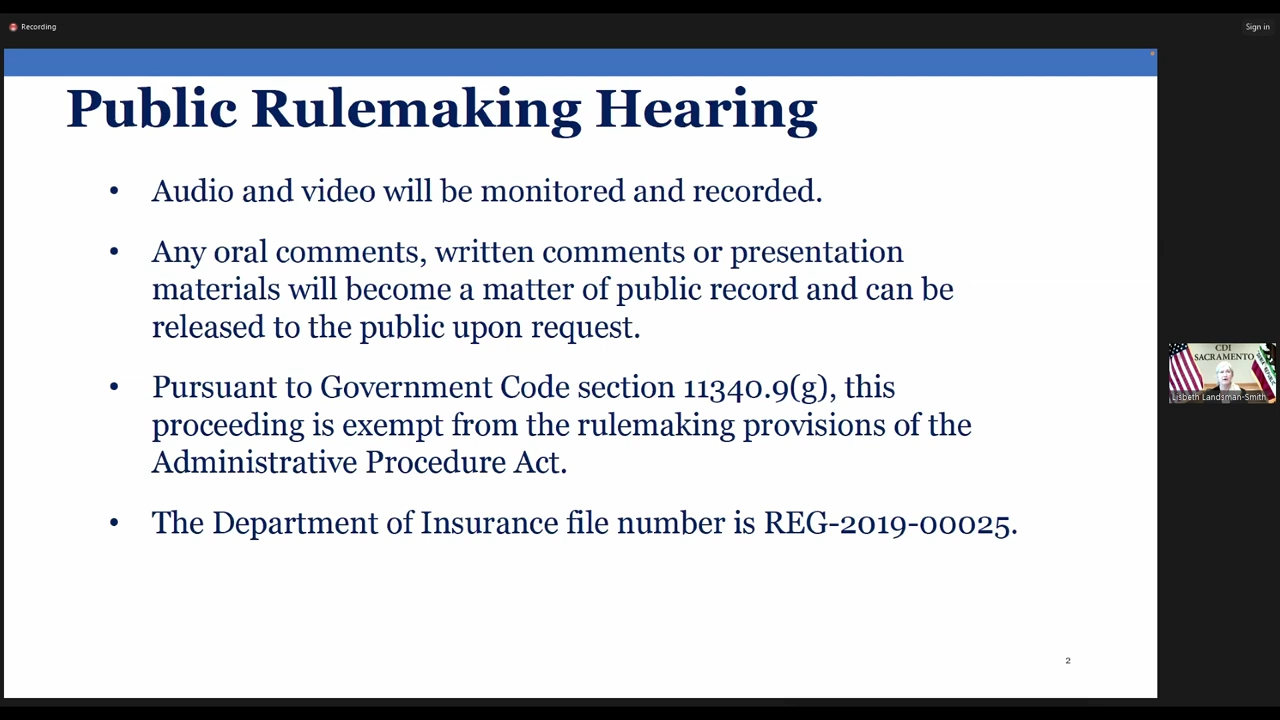 Recording
Sign in
Public Rulemaking Hearing
• Audio and video will be monitored and recorded.
• Any oral comments, written comments or presentation
materials will become a matter of public record and can be
released to the public upon request.
• Pursuant to Government Code section 11340.9(g), this
proceeding is exempt from the rulemaking provisions of the
Administrative Procedure Act.
• The Department of Insurance file number is REG-2019-00025.
2
CDI
SACRAMENTO
Lisbeth Landsman-Smith